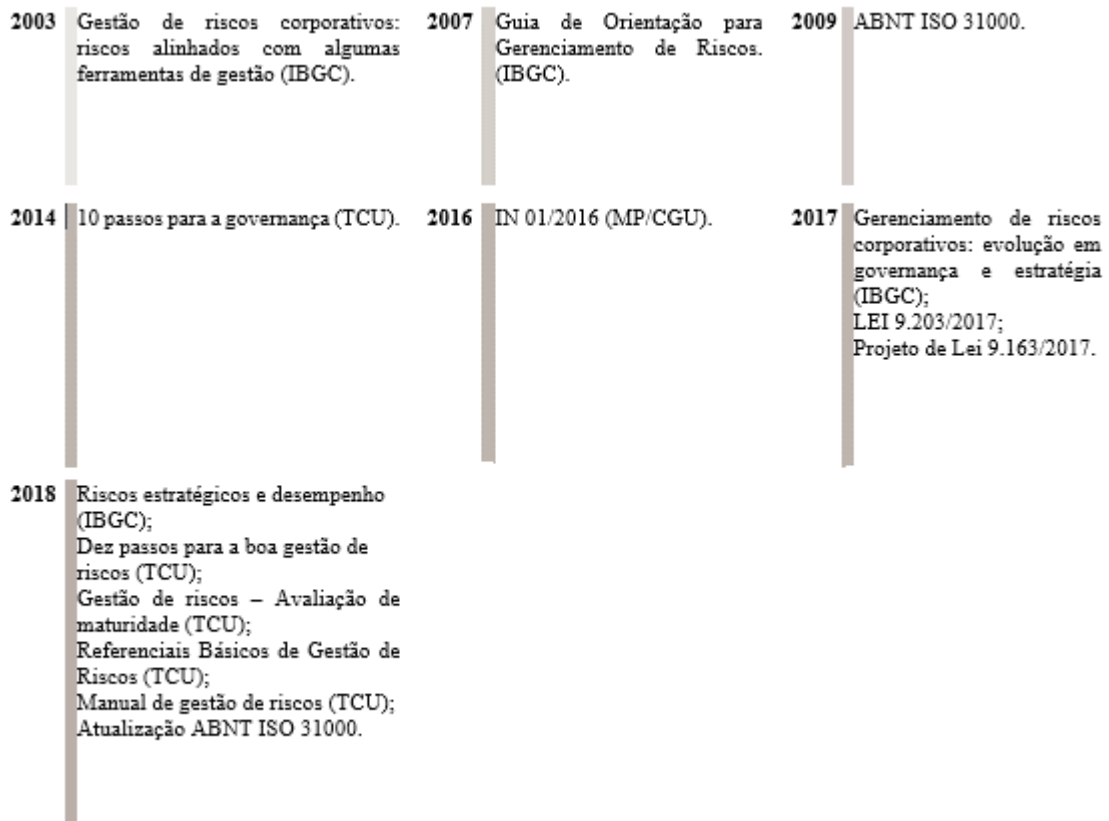 2003
Gestão de riscos corporativos:
riscos alinhados com algumas
ferramentas de gestão (IBGC).
2007
Guia de Orientação para
Gerenciamento de Riscos.
(IBGC).
2009
ABNT ISO 31000.
2014
10 passos para a governança (TCU).
2016
IN 01/2016 (MP/CGU).
2017
Gerenciamento de riscos
corporativos: evolução em
governança e estratégia
(IBGC);
LEI 9.203/2017;
Projeto de Lei 9.163/2017.
2018
Riscos estratégicos e desempenho
(IBGC);
Dez passos para a boa gestão de
riscos (TCU);
Gestão de riscos – Avaliação de
maturidade (TCU);
Referenciais Básicos de Gestão de
Riscos (TCU);
Manual de gestão de riscos (TCU);
Atualização ABNT ISO 31000.